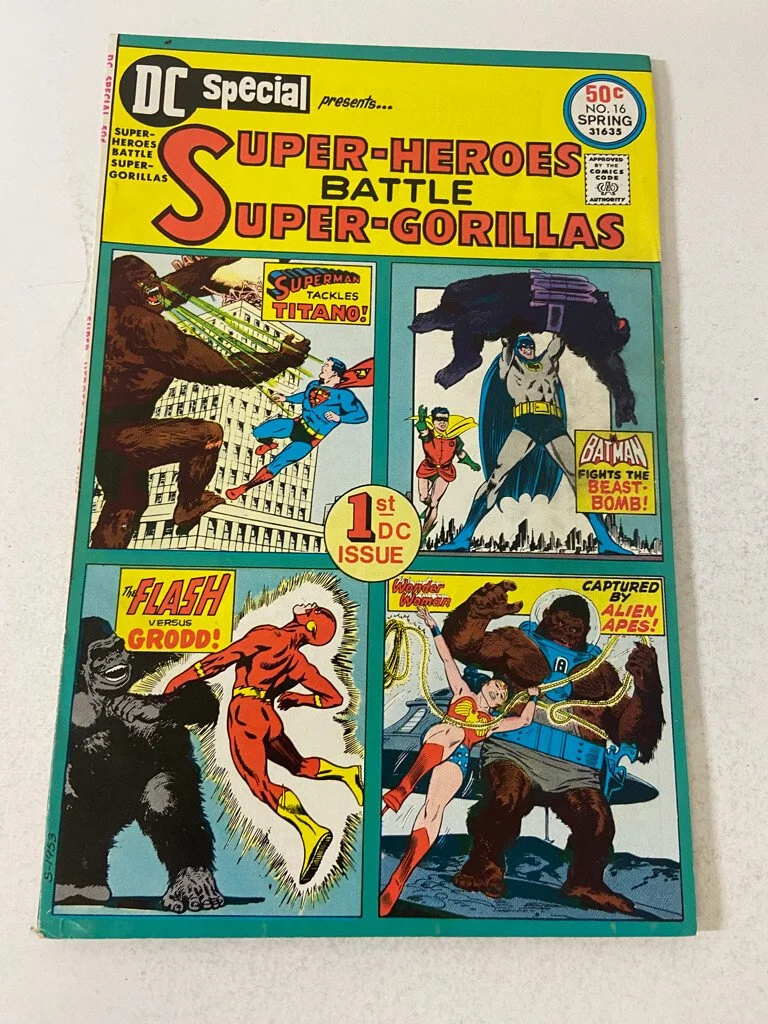 DC Special presents...
50¢
NO. 16
SPRING
31635
SUPER-
HEROES
BATTLE
SUPER-
GORILLAS
SUPER-HEROES
BATTLE
SUPER-GORILLAS
APPROVED
BY THE
COMICS
CODE
AUTHORITY
SUPERMAN
TACKLES
TITANO!
BATMAN
FIGHTS THE
BEAST-
BOMB!
1st
DC
ISSUE
The FLASH
VERSUS
GRODD!
Wonder
Woman
CAPTURED
BY
ALIEN
APES!
S-1953